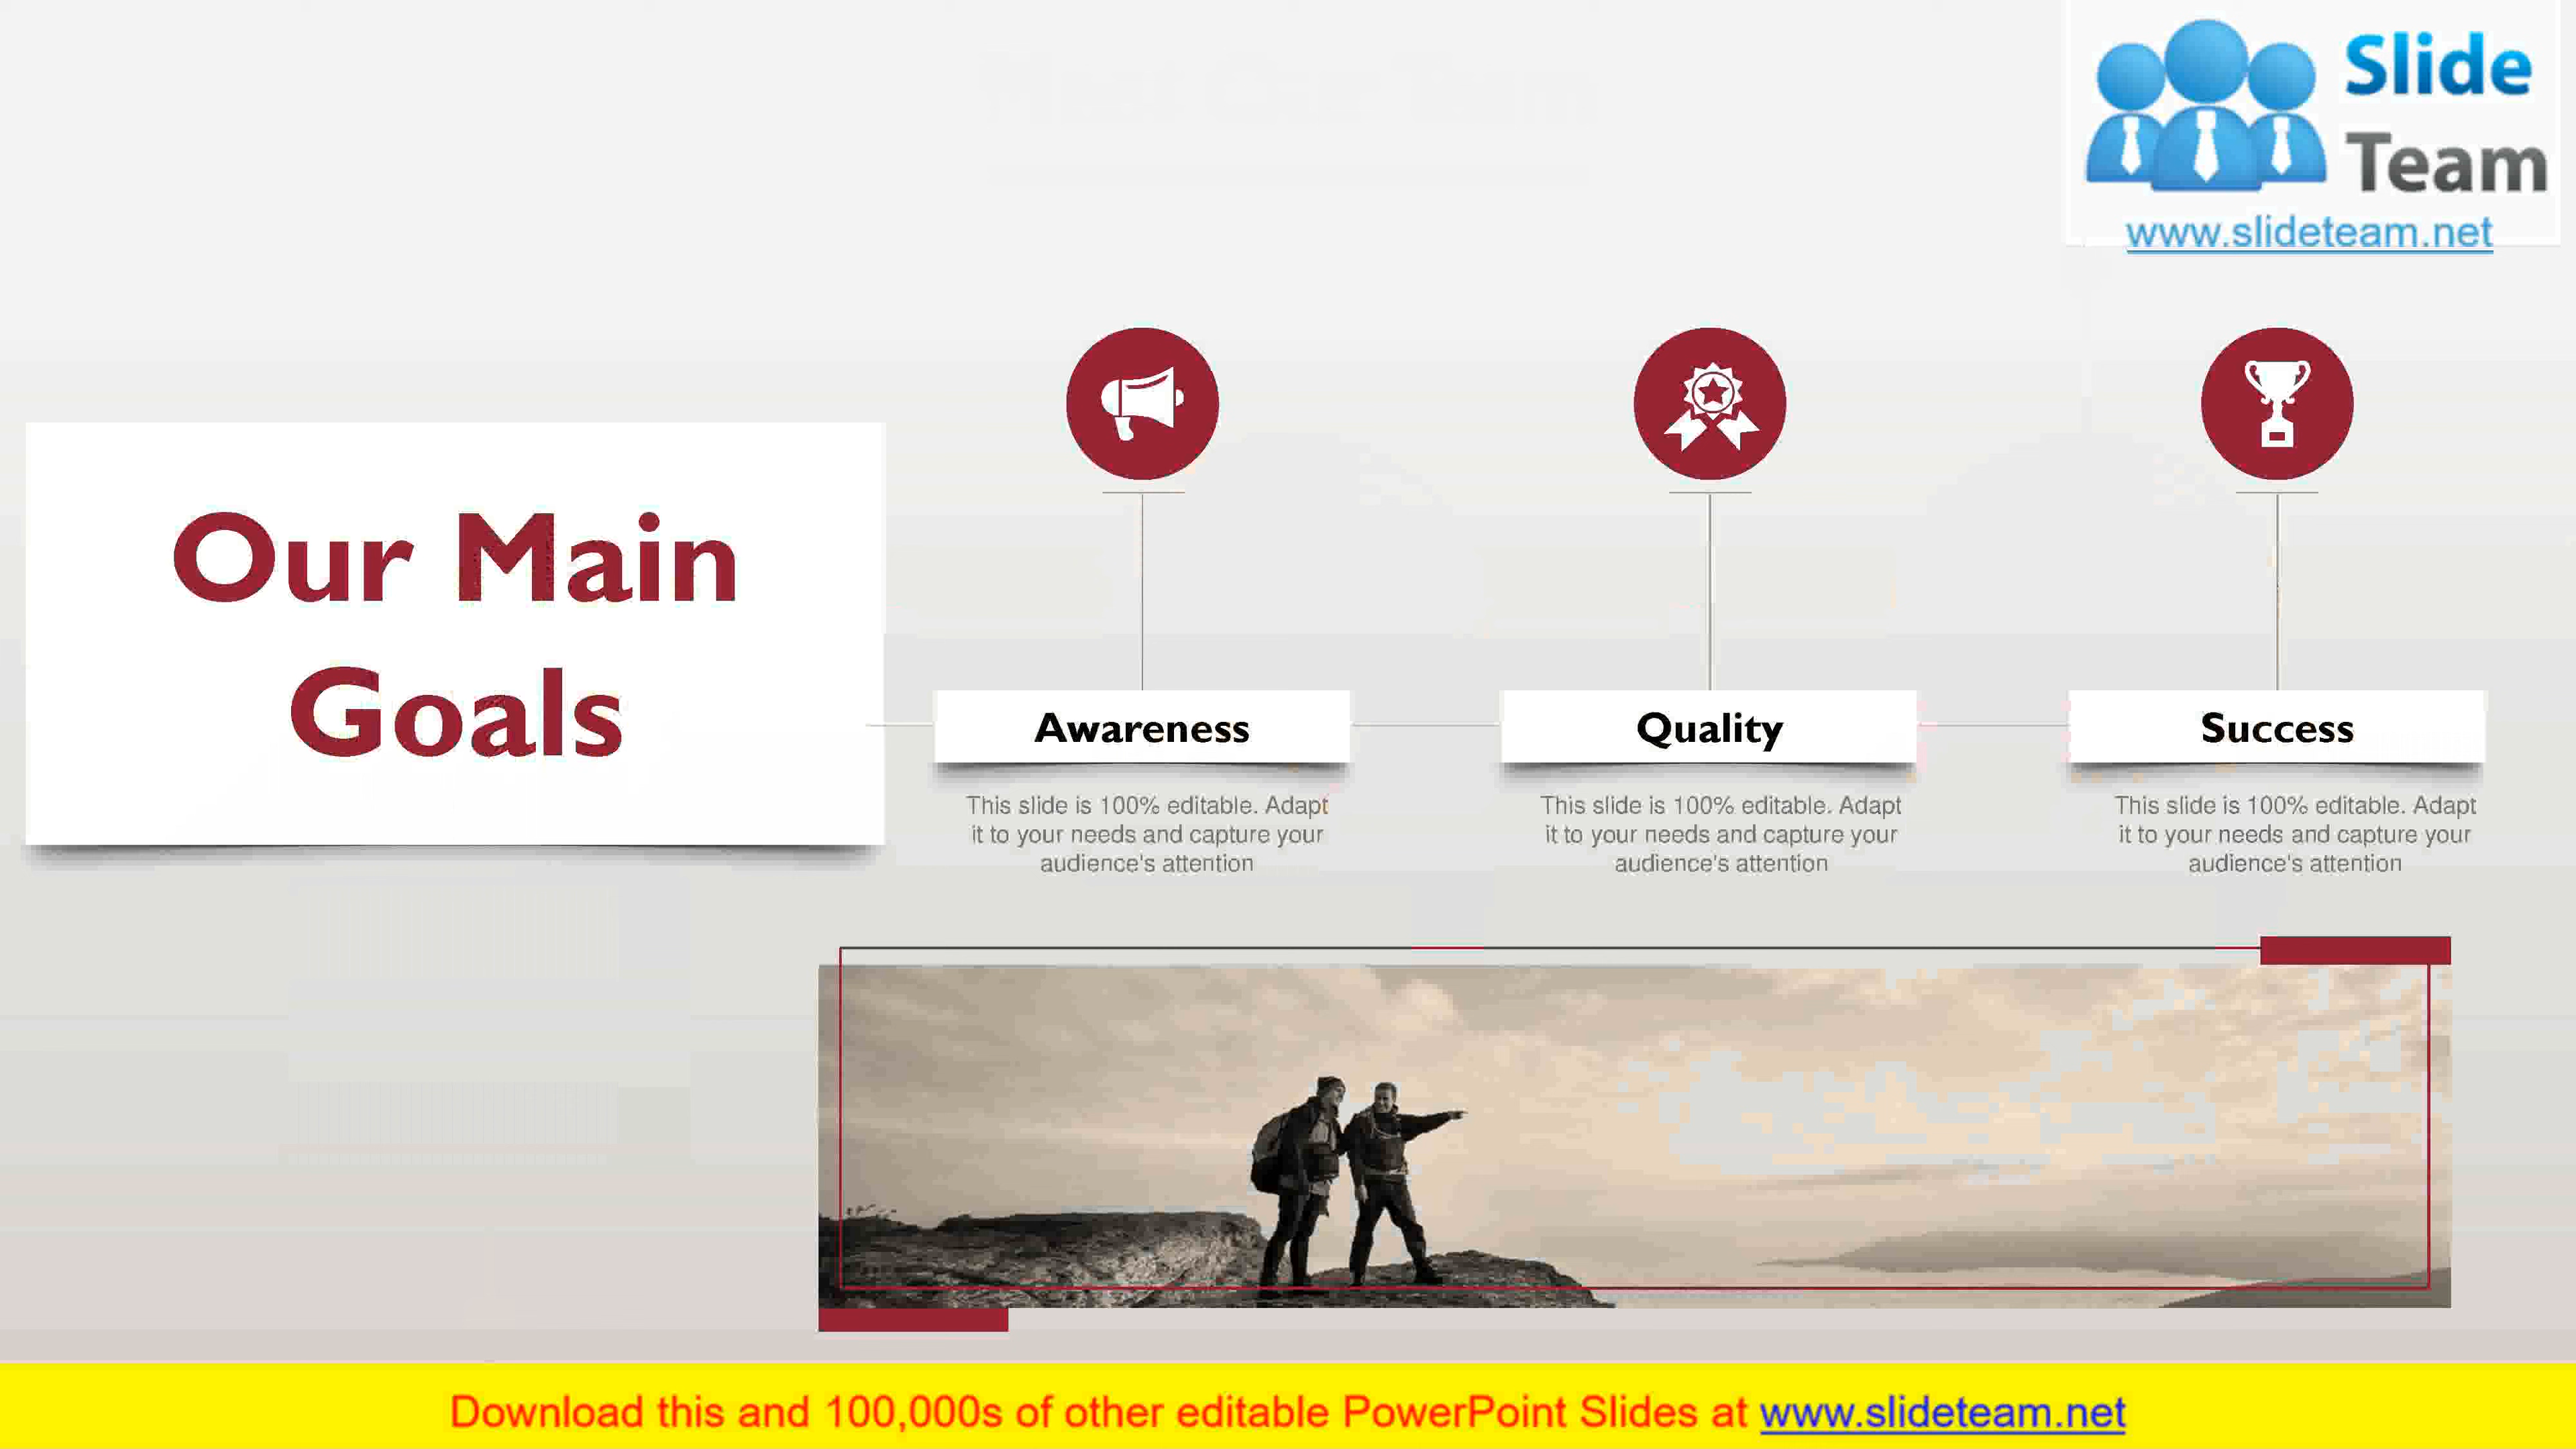 Slide
Team
www.slideteam.net
Our Main
Goals
Awareness
This slide is 100% editable. Adapt
it to your needs and capture your
audience's attention
Quality
This slide is 100% editable. Adapt
it to your needs and capture your
audience's attention
Success
This slide is 100% editable. Adapt
it to your needs and capture your
audience's attention
Download this and 100,000s of other editable PowerPoint Slides at www.slideteam.net